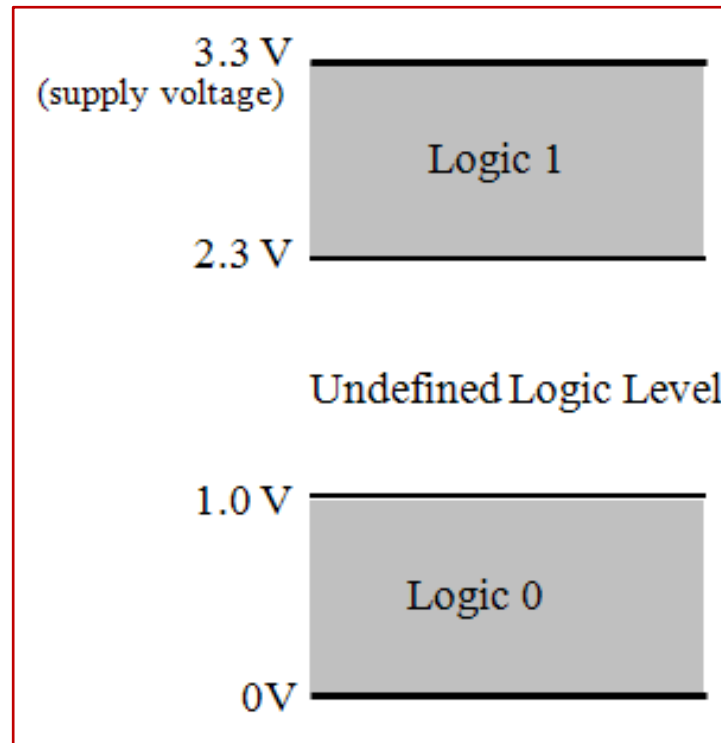 3.3 V
(supply voltage)
Logic 1
2.3 V
Undefined Logic Level
1.0 V
Logic 0
0V